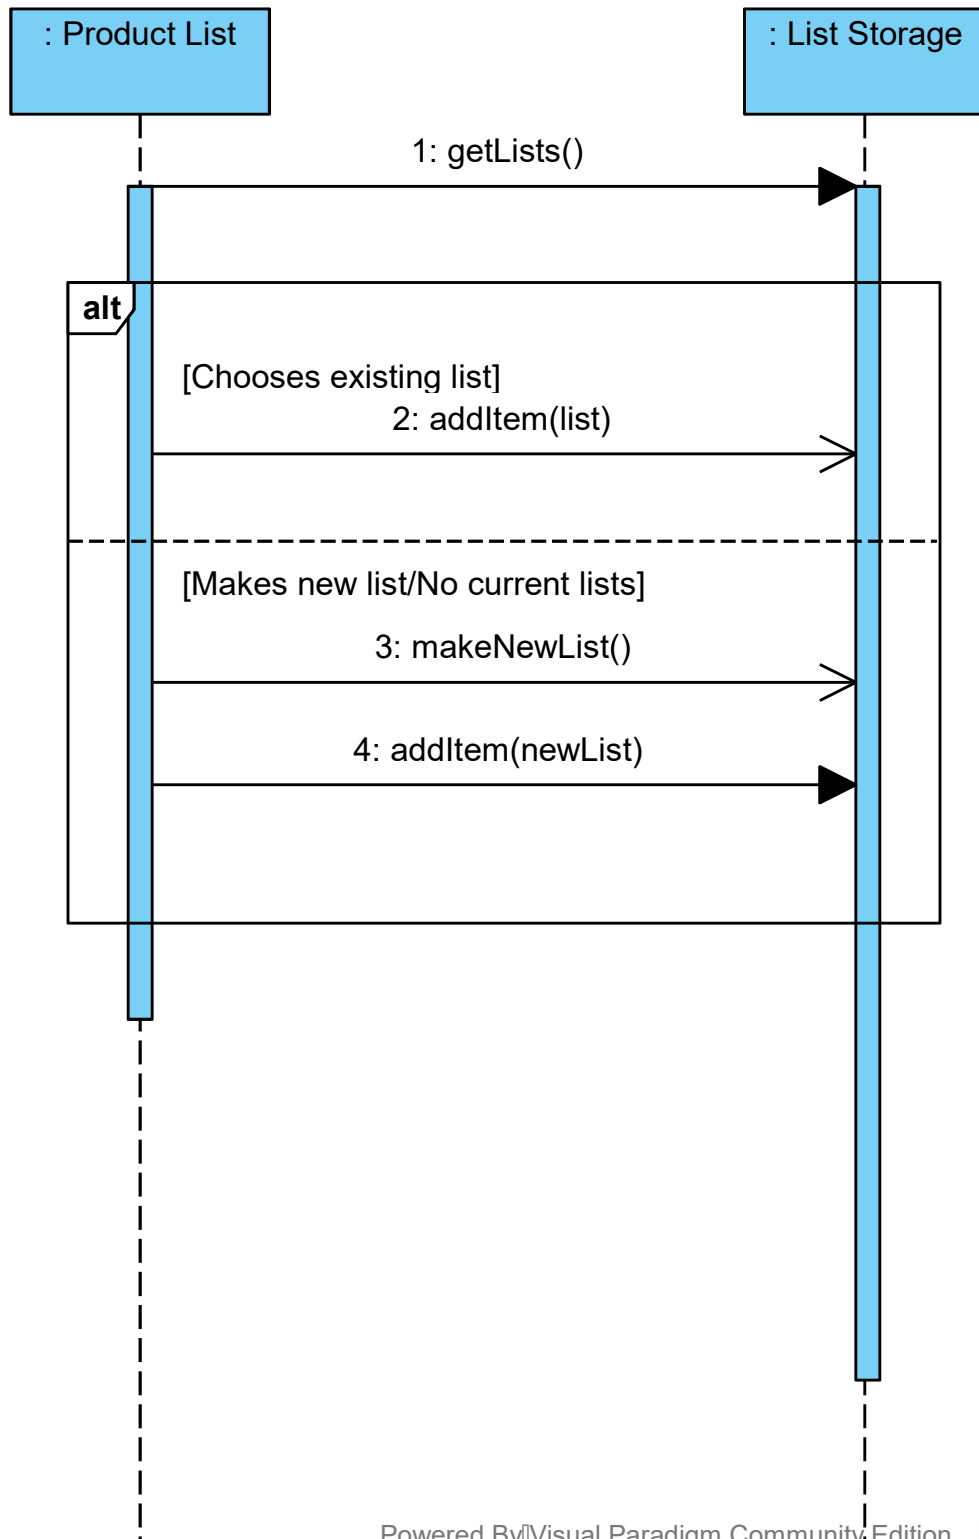 : Product List
: List Storage
1: getLists()
alt
[Chooses existing list]
2: addItem(list)
[Makes new list/No current lists]
3: makeNewList()
4: addItem(newList)
Powered By Visual Paradigm Community Edition